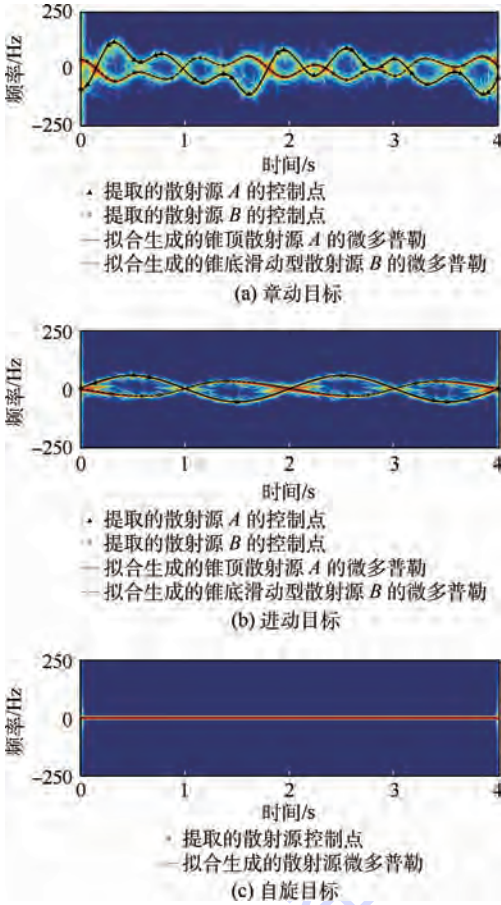 250
0
−250
频率/Hz
0 1 2 3 4
时间/s
提取的散射源 A 的控制点
提取的散射源 B 的控制点
拟合生成的锥顶散射源 A 的微多普勒
拟合生成的锥底滑动型散射源 B 的微多普勒
(a) 章动目标
250
0
−250
频率/Hz
0 1 2 3 4
时间/s
提取的散射源 A 的控制点
提取的散射源 B 的控制点
拟合生成的锥顶散射源 A 的微多普勒
拟合生成的锥底滑动型散射源 B 的微多普勒
(b) 进动目标
250
0
−250
频率/Hz
0 1 2 3 4
时间/s
提取的散射源控制点
拟合生成的散射源微多普勒
(c) 自旋目标